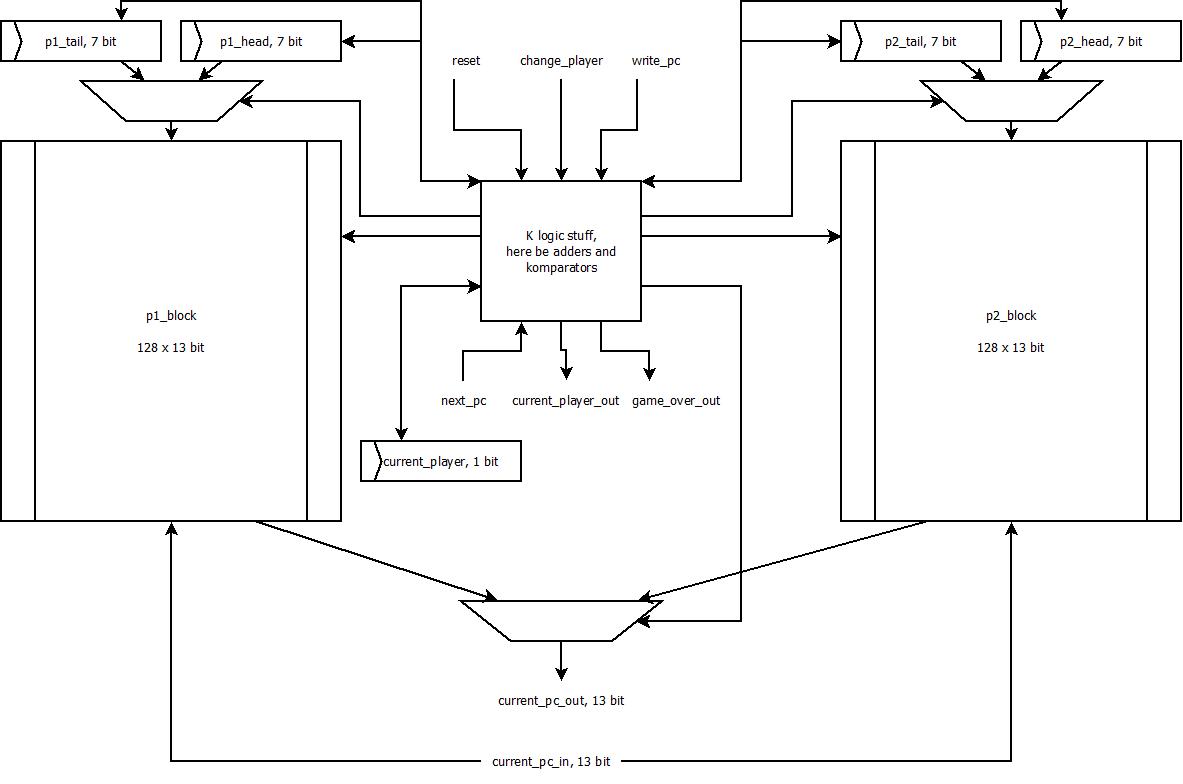 p1_tail, 7 bit
p1_head, 7 bit
p2_tail, 7 bit
p2_head, 7 bit
reset
change_player
write_pc
K logic stuff,
here be adders and
komparators
p1_block
128 x 13 bit
p2_block
128 x 13 bit
next_pc
current_player_out
game_over_out
current_player, 1 bit
current_pc_out, 13 bit
current_pc_in, 13 bit